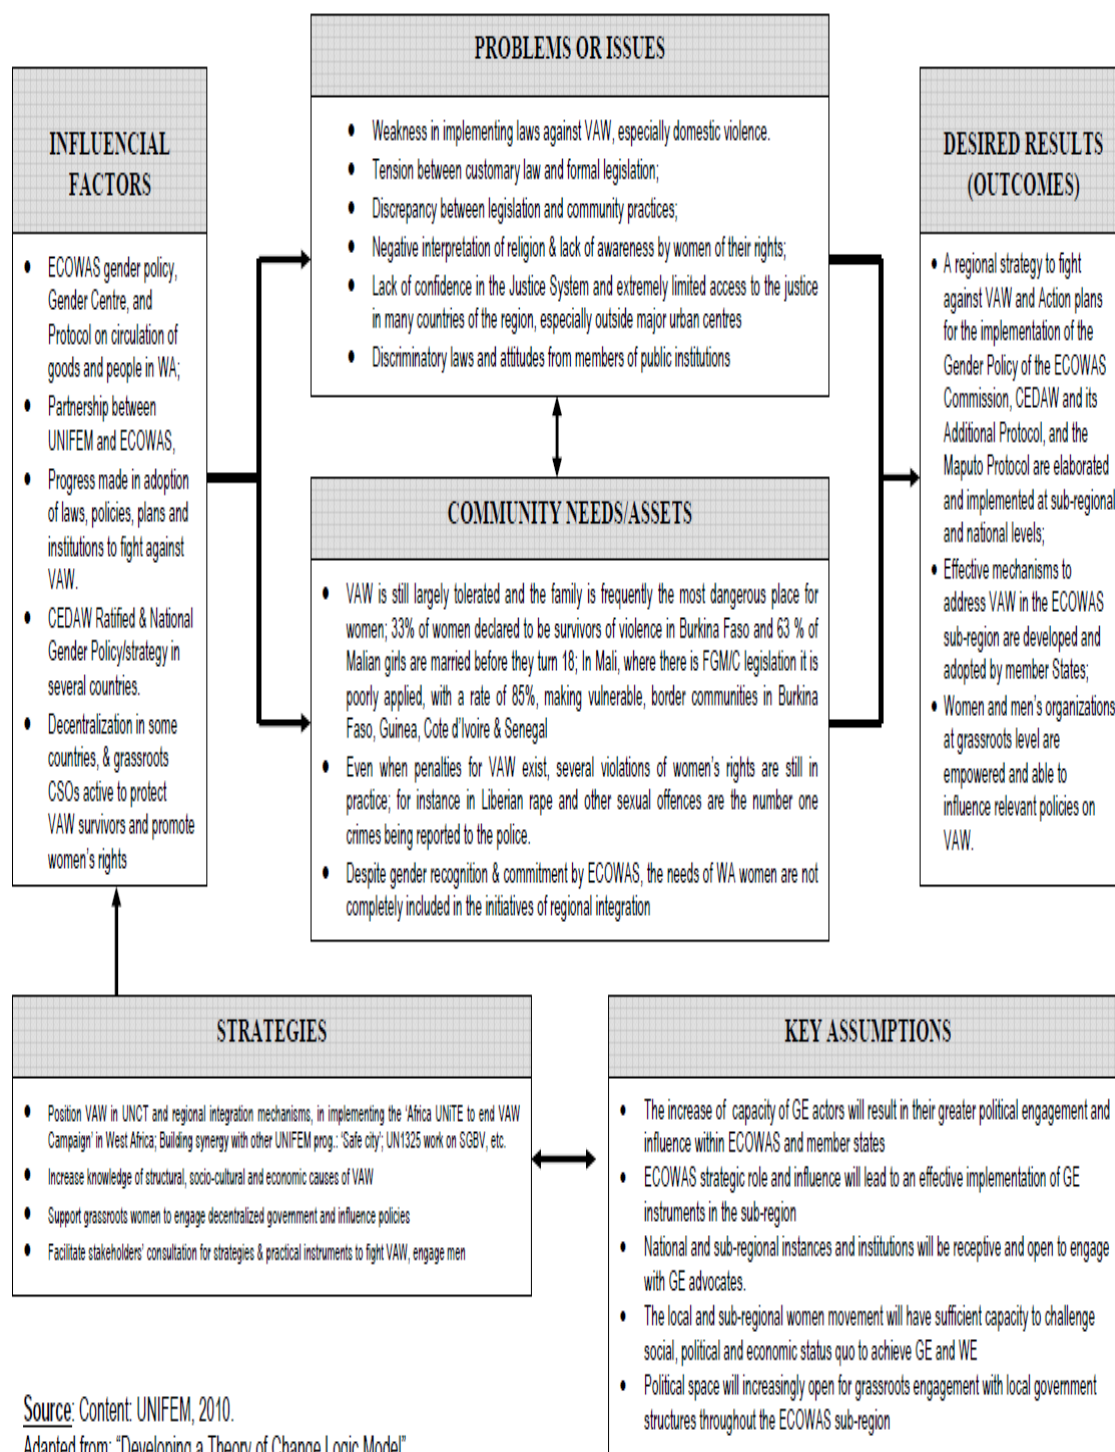 PROBLEMS OR ISSUES
• Weakness in implementing laws against VAW, especially domestic violence.
• Tension between customary law and formal legislation;
• Discrepancy between legislation and community practices;
• Negative interpretation of religion & lack of awareness by women of their rights;
• Lack of confidence in the Justice System and extremely limited access to the justice
in many countries of the region, especially outside major urban centres
• Discriminatory laws and attitudes from members of public institutions
INFLUENCIAL
FACTORS
• ECOWAS gender policy,
Gender Centre, and
Protocol on circulation of
goods and people in WA;
• Partnership between
UNIFEM and ECOWAS,
• Progress made in adoption
of laws, policies, plans and
institutions to fight against
VAW.
• CEDAW Ratified & National
Gender Policy/strategy in
several countries.
• Decentralization in some
countries, & grassroots
CSOs active to protect
VAW survivors and promote
women's rights
COMMUNITY NEEDS/ASSETS
• VAW is still largely tolerated and the family is frequently the most dangerous place for
women; 33% of women declared to be survivors of violence in Burkina Faso and 63 % of
Malian girls are married before they turn 18; In Mali, where there is FGM/C legislation it is
poorly applied, with a rate of 85%, making vulnerable, border communities in Burkina
Faso, Guinea, Cote d'Ivoire & Senegal
• Even when penalties for VAW exist, several violations of women's rights are still in
practice; for instance in Liberian rape and other sexual offences are the number one
crimes being reported to the police.
• Despite gender recognition & commitment by ECOWAS, the needs of WA women are not
completely included in the initiatives of regional integration
DESIRED RESULTS
(OUTCOMES)
• A regional strategy to fight
against VAW and Action plans
for the implementation of the
Gender Policy of the ECOWAS
Commission, CEDAW and its
Additional Protocol, and the
Maputo Protocol are elaborated
and implemented at sub-regional
and national levels;
• Effective mechanisms to
address VAW in the ECOWAS
sub-region are developed and
adopted by member States;
• Women and men's organizations
at grassroots level are
empowered and able to
influence relevant policies on
VAW.
STRATEGIES
• Position VAW in UNCT and regional integration mechanisms, in implementing the 'Africa UNiTE to end VAW
Campaign' in West Africa; Building synergy with other UNIFEM prog.: 'Safe city'; UN1325 work on SGBV, etc.
• Increase knowledge of structural, socio-cultural and economic causes of VAW
• Support grassroots women to engage decentralized government and influence policies
• Facilitate stakeholders' consultation for strategies & practical instruments to fight VAW, engage men
KEY ASSUMPTIONS
• The increase of capacity of GE actors will result in their greater political engagement and
influence within ECOWAS and member states
• ECOWAS strategic role and influence will lead to an effective implementation of GE
instruments in the sub-region
• National and sub-regional instances and institutions will be receptive and open to engage
with GE advocates.
• The local and sub-regional women movement will have sufficient capacity to challenge
social, political and economic status quo to achieve GE and WE
• Political space will increasingly open for grassroots engagement with local government
structures throughout the ECOWAS sub-region
Source: Content: UNIFEM, 2010.
Adapted from: "Developing a Theory of Change Logic Model"